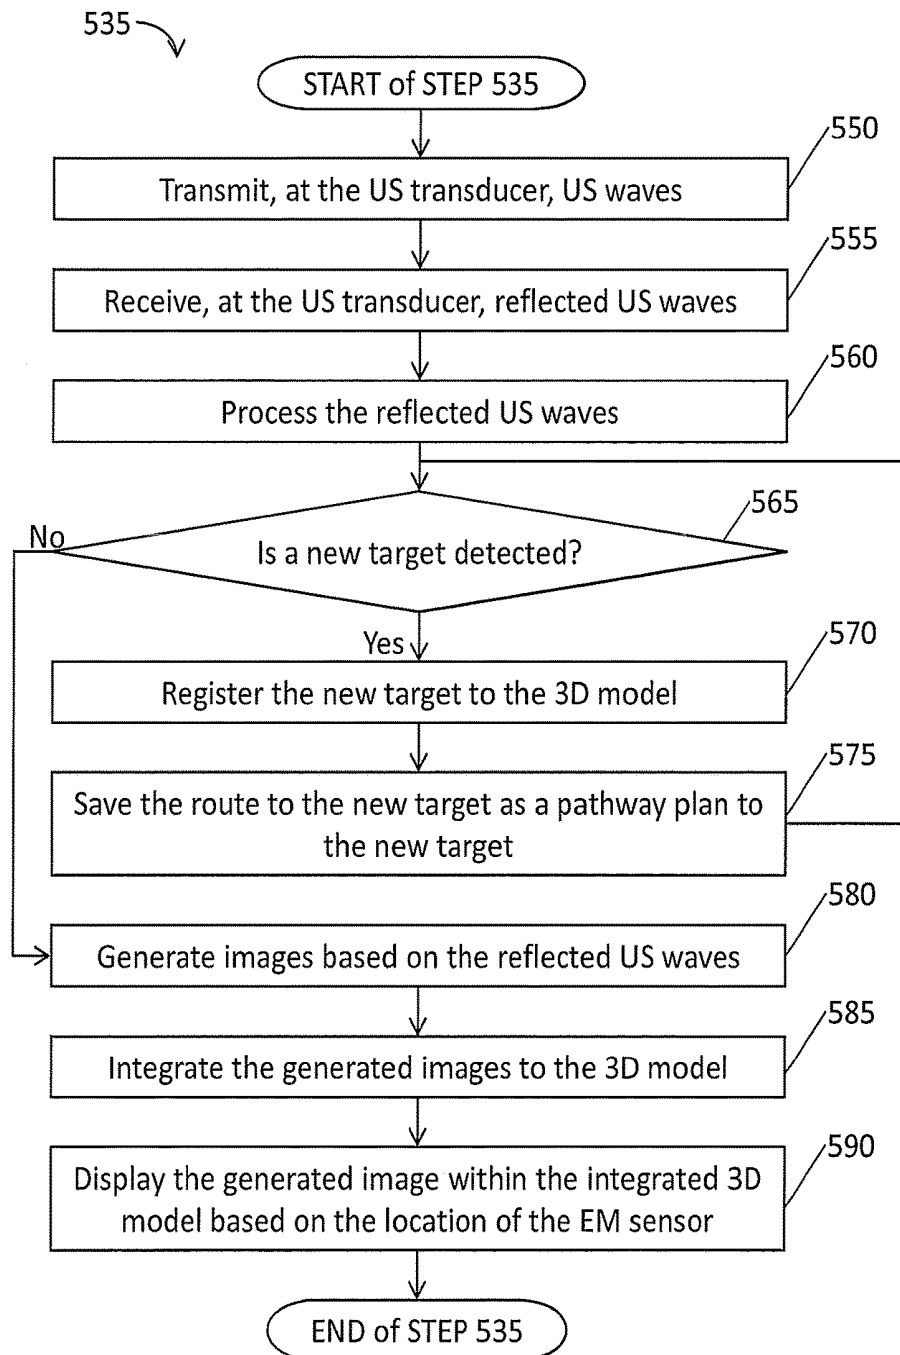 535
START of STEP 535
550
Transmit, at the US transducer, US waves
555
Receive, at the US transducer, reflected US waves
560
Process the reflected US waves
565
No
Is a new target detected?
Yes
570
Register the new target to the 3D model
575
Save the route to the new target as a pathway plan to
the new target
580
Generate images based on the reflected US waves
585
Integrate the generated images to the 3D model
590
Display the generated image within the integrated 3D
model based on the location of the EM sensor
END of STEP 535